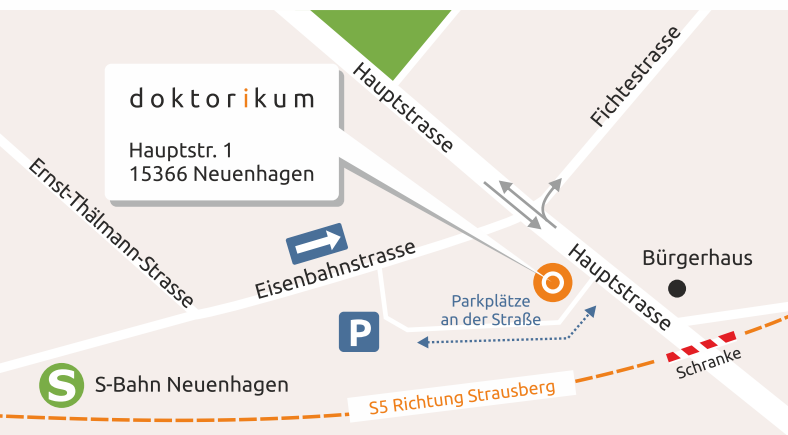 doktorikum
Hauptstr. 1
15366 Neuenhagen
Hauptstrasse
Fichtestrasse
Ernst-Thälmann-Strasse
Eisenbahnstrasse
Hauptstrasse
Bürgerhaus
Parkplätze
an der Straße
P
Schranke
S
S-Bahn Neuenhagen
S5 Richtung Strausberg